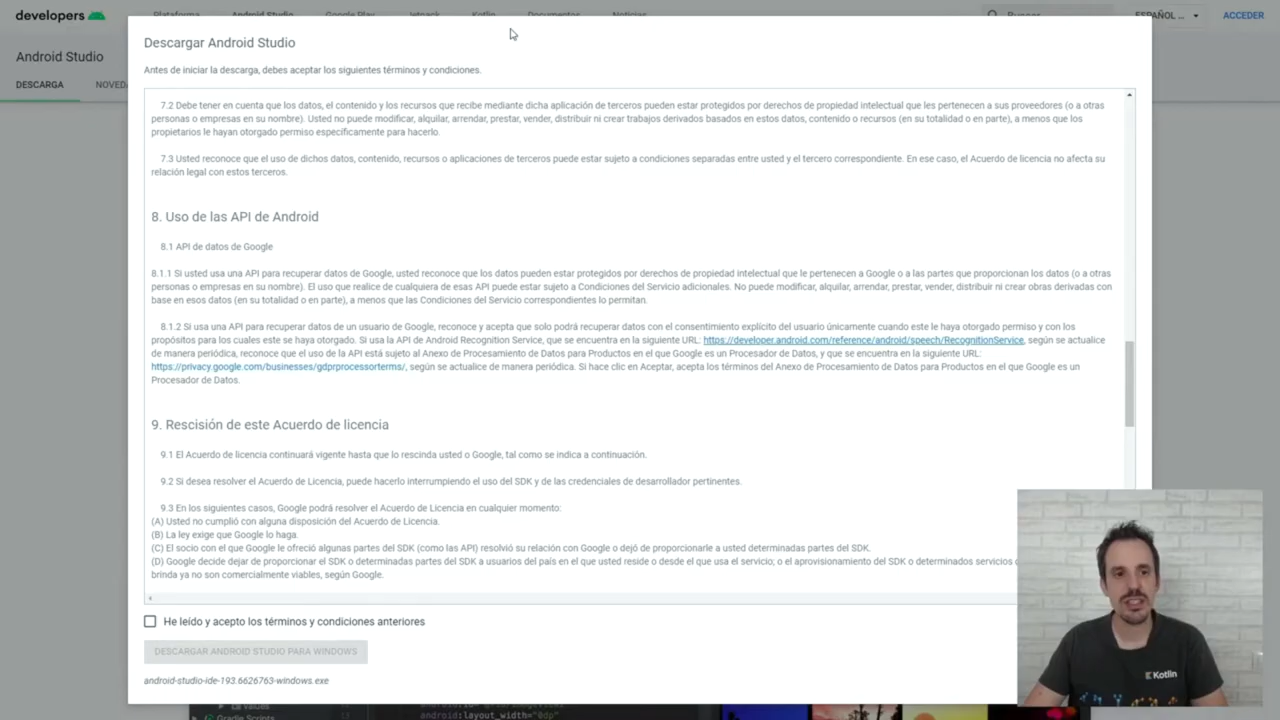 developers
Plataforma Android Studio Google Play Jetpack Kotlin Documentos Noticias
Buscar
ESPAÑOL ...
ACCEDER
Android Studio
DESCARGA
NOVED
Descargar Android Studio
Antes de iniciar la descarga, debes aceptar los siguientes términos y condiciones.
7.2 Debe tener en cuenta que los datos, el contenido y los recursos que recibe mediante dicha aplicación de terceros pueden estar protegidos por derechos de propiedad intelectual que les pertenecen a sus proveedores (o a otras
personas o empresas en su nombre). Usted no puede modificar, alquilar, arrendar, prestar, vender, distribuir ni crear trabajos derivados basados en estos datos, contenido o recursos (en su totalidad o en parte), a menos que los
propietarios le hayan otorgado permiso específicamente para hacerlo.
7.3 Usted reconoce que el uso de dichos datos, contenido, recursos o aplicaciones de terceros puede estar sujeto a condiciones separadas entre usted y el tercero correspondiente. En ese caso, el Acuerdo de licencia no afecta su
relación legal con estos terceros.
8. Uso de las API de Android
8.1 API de datos de Google
8.1.1 Si usted usa una API para recuperar datos de Google, usted reconoce que los datos pueden estar protegidos por derechos de propiedad intelectual que le pertenecen a Google o a las partes que proporcionan los datos (o a otras
personas o empresas en su nombre). El uso que realice de cualquiera de esas API puede estar sujeto a Condiciones del Servicio adicionales. No puede modificar, alquilar, arrendar, prestar, vender, distribuir ni crear obras derivadas con
base en esos datos (en su totalidad o en parte), a menos que las Condiciones del Servicio correspondientes lo permitan.
8.1.2 Si usa una API para recuperar datos de un usuario de Google, reconoce y acepta que solo podrá recuperar datos con el consentimiento explícito del usuario únicamente cuando este le haya otorgado permiso y con los
propósitos para los cuales este se haya otorgado. Si usa la API de Android Recognition Service, que se encuentra en la siguiente URL: https://developer.android.com/reference/android/speech/RecognitionService, según se actualice
de manera periódica, reconoce que el uso de la API está sujeto al Anexo de Procesamiento de Datos para Productos en el que Google es un Procesador de Datos, y que se encuentra en la siguiente URL:
https://privacy.google.com/businesses/gdprprocessorterms/, según se actualice de manera periódica. Si hace clic en Aceptar, acepta los términos del Anexo de Procesamiento de Datos para Productos en el que Google es un
Procesador de Datos.
9. Rescisión de este Acuerdo de licencia
9.1 El Acuerdo de licencia continuará vigente hasta que lo rescinda usted o Google, tal como se indica a continuación.
9.2 Si desea resolver el Acuerdo de Licencia, puede hacerlo interrumpiendo el uso del SDK y de las credenciales de desarrollador pertinentes.
9.3 En los siguientes casos, Google podrá resolver el Acuerdo de Licencia en cualquier momento:
(A) Usted no cumplió con alguna disposición del Acuerdo de Licencia.
(B) La ley exige que Google lo haga.
(C) El socio con el que Google le ofreció algunas partes del SDK (como las API) resolvió su relación con Google o dejó de proporcionarle a usted determinadas partes del SDK.
(D) Google decide dejar de proporcionar el SDK o determinadas partes del SDK a usuarios del país en el que usted reside o desde el que usa el servicio; o el aprovisionamiento del SDK o determinados servicios
brinda ya no son comercialmente viables, según Google.
He leído y acepto los términos y condiciones anteriores
DESCARGAR ANDROID STUDIO PARA WINDOWS
android-studio-ide-193.6626763-windows.exe
values
Gradle Scripts
android:layout_width="0dp"
Kotlin